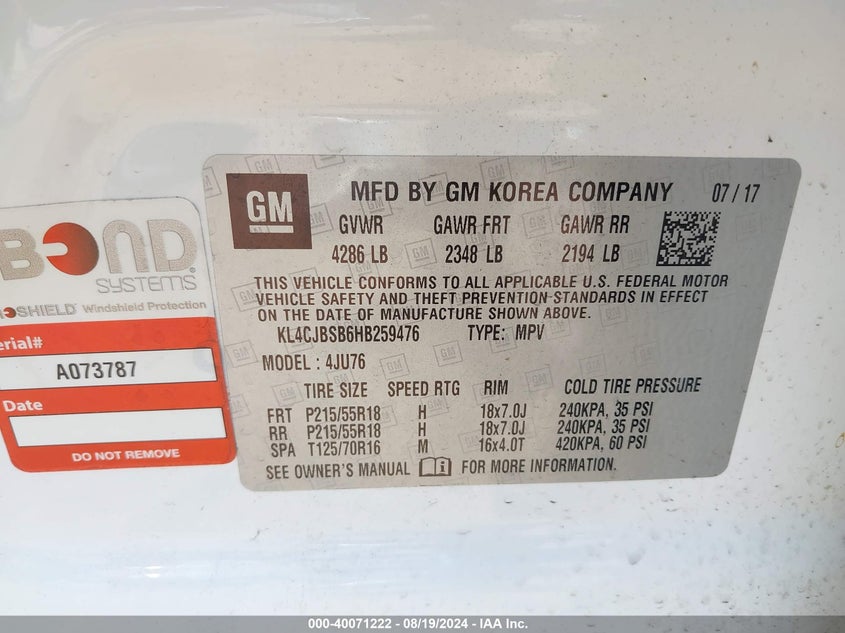 BOND
SYSTEMS®
SHIELD® Windshield Protection
erial#
A073787
Date
DO NOT REMOVE
GM
MFD BY GM KOREA COMPANY 07/17
GVWR GAWR FRT GAWR RR
4286 LB 2348 LB 2194 LB
THIS VEHICLE CONFORMS TO ALL APPLICABLE U.S. FEDERAL MOTOR
VEHICLE SAFETY AND THEFT PREVENTION STANDARDS IN EFFECT
ON THE DATE OF MANUFACTURE SHOWN ABOVE.
KL4CJBSB6HB259476 TYPE: MPV
MODEL : 4JU76
TIRE SIZE SPEED RTG RIM COLD TIRE PRESSURE
FRT P215/55R18 H 18x7.0J 240KPA, 35 PSI
RR P215/55R18 H 18x7.0J 240KPA, 35 PSI
SPA T125/70R16 M 16x4.0T 420KPA, 60 PSI
SEE OWNER'S MANUAL FOR MORE INFORMATION.
000-40071222 - 08/19/2024 - IAA Inc.